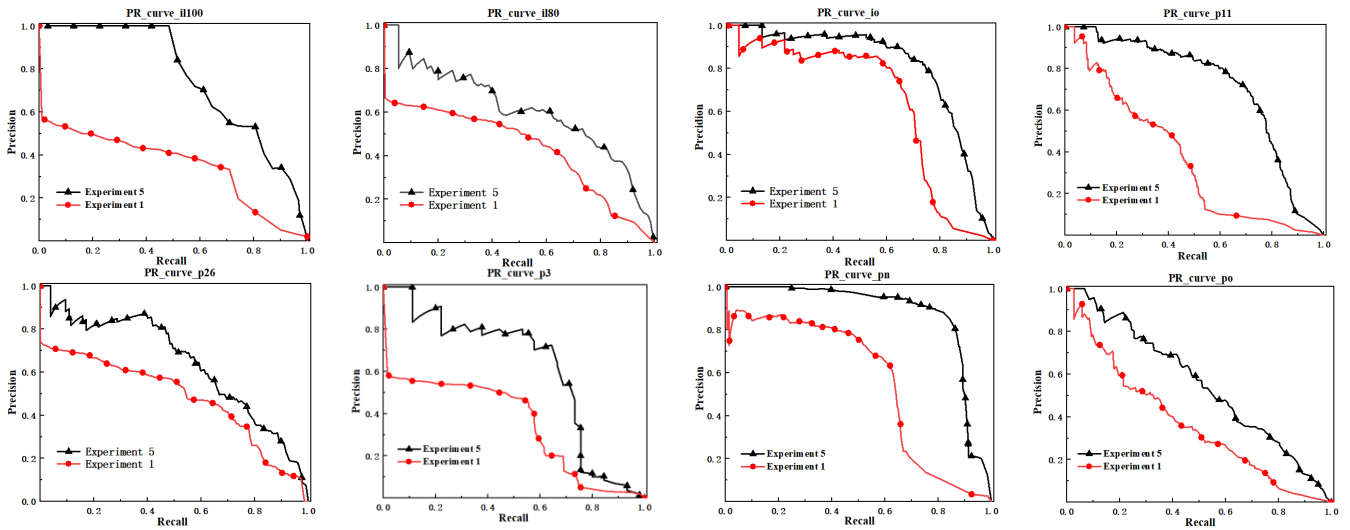 PR_curve_il100
1.0
0.8
0.6
0.4
0.2
Precision
Experiment 5
Experiment 1
0.0 0.2 0.4 0.6 0.8 1.0
Recall
PR_curve_il80
1.0
0.8
0.6
0.4
0.2
Precision
Experiment 5
Experiment 1
0.0 0.2 0.4 0.6 0.8 1.0
Recall
PR_curve_io
1.0
0.8
0.6
0.4
0.2
Precidion
Experiment 5
Experiment 1
0.0 0.2 0.4 0.6 0.8 1.0
Recall
PR_curve_p11
1.0
0.8
0.6
0.4
0.2
Precision
Experiment 5
Experiment 1
0.0 0.2 0.4 0.6 0.8 1.0
Recall
PR_curve_p26
1.0
0.8
0.6
0.4
0.2
0.0
Precision
Experiment 5
Experiment 1
0.0 0.2 0.4 0.6 0.8 1.0
Recall
PR_curve_p3
1.0
0.8
0.6
0.4
0.2
Precision
Experiment 5
Experiment 1
0.0 0.2 0.4 0.6 0.8 1.0
Recall
PR_curve_pn
1.0
0.8
0.6
0.4
0.2
Precision
Experiment 5
Experiment 1
0.0 0.2 0.4 0.6 0.8 1.0
Recall
PR_curve_po
1.0
0.8
0.6
0.4
0.2
Precision
Experiment 5
Experiment 1
0.0 0.2 0.4 0.6 0.8 1.0
Recall